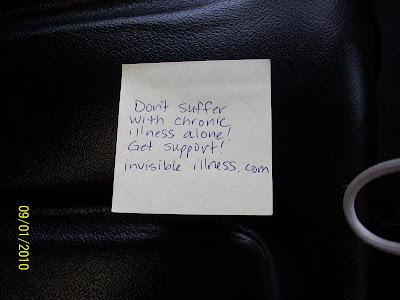 Don't suffer
with chronic
illness alone!
Get support!
invisible illness.com
09/01/2010